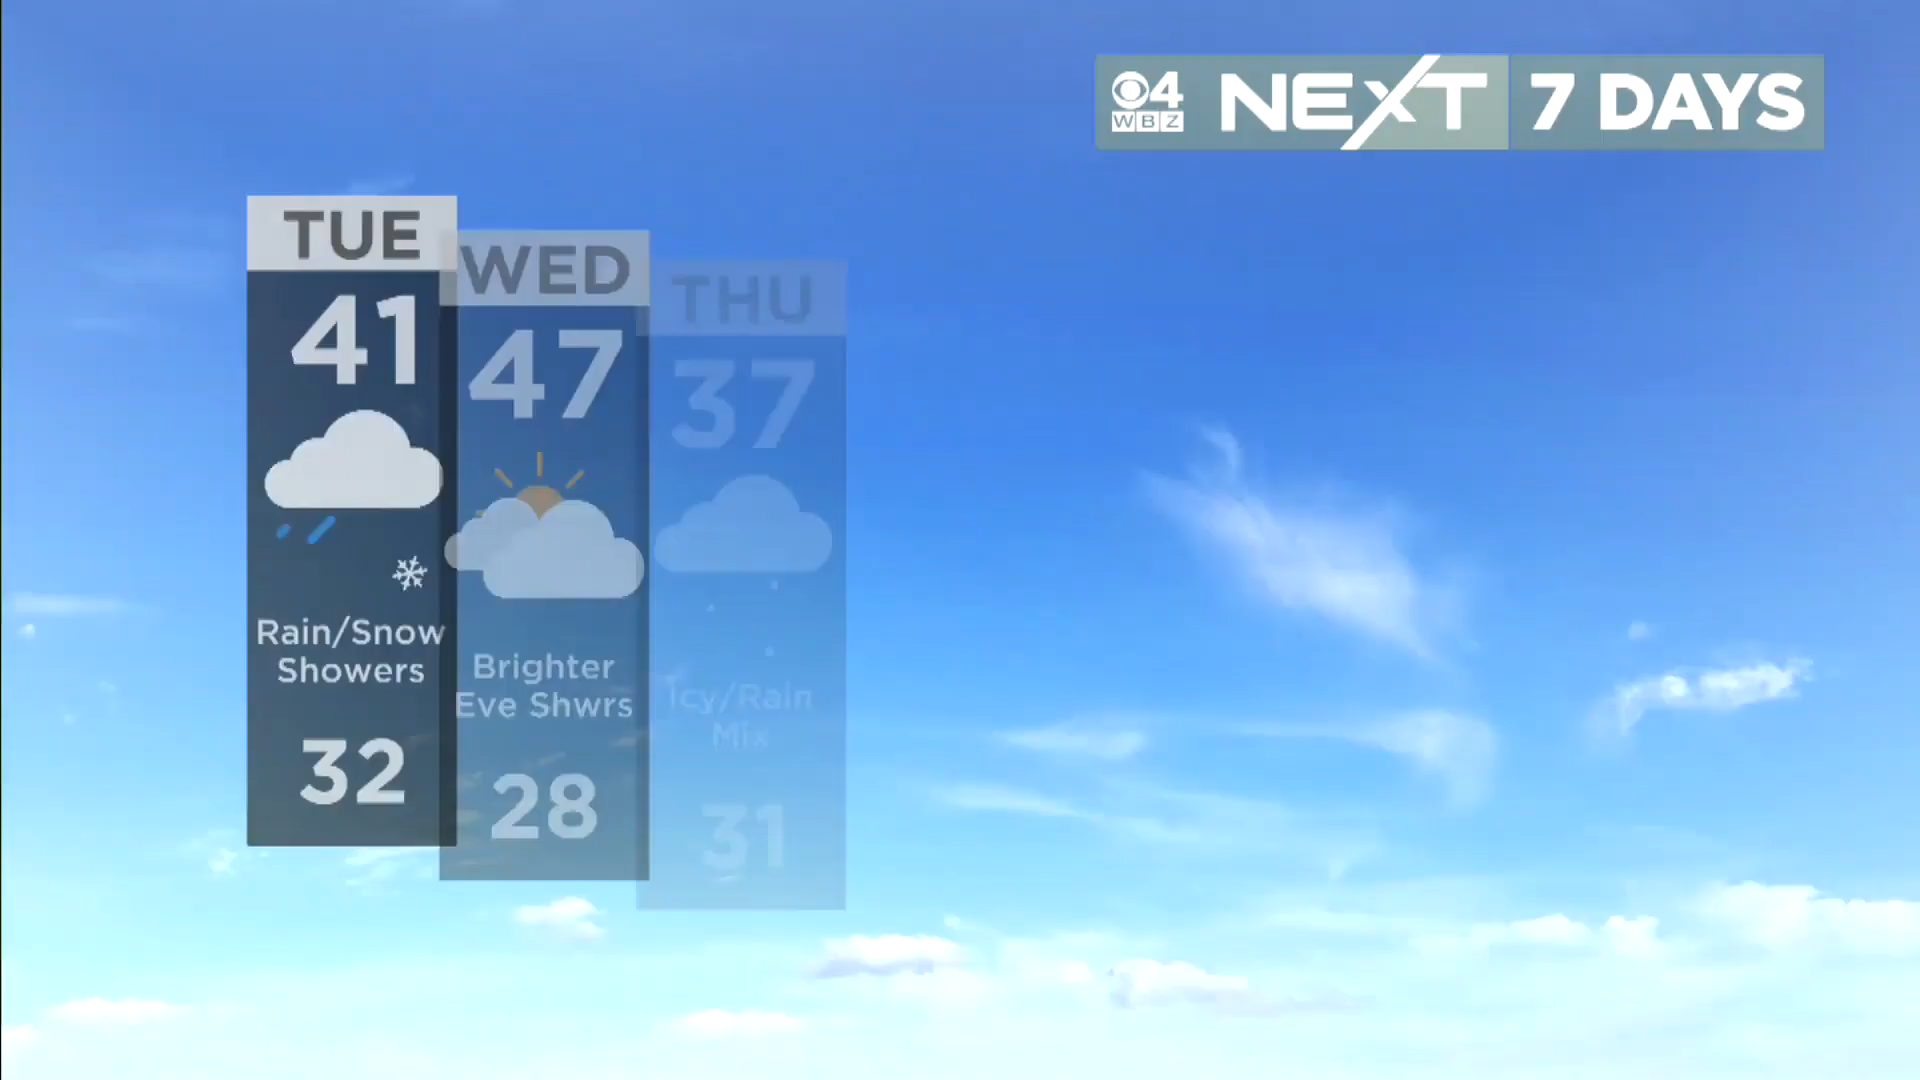 4
WBZ
NEXT
7 DAYS
TUE
41
Rain/Snow
Showers
32
WED
47
Brighter
Eve Shwrs
28
THU
37
Icy/Rain
Mix
31